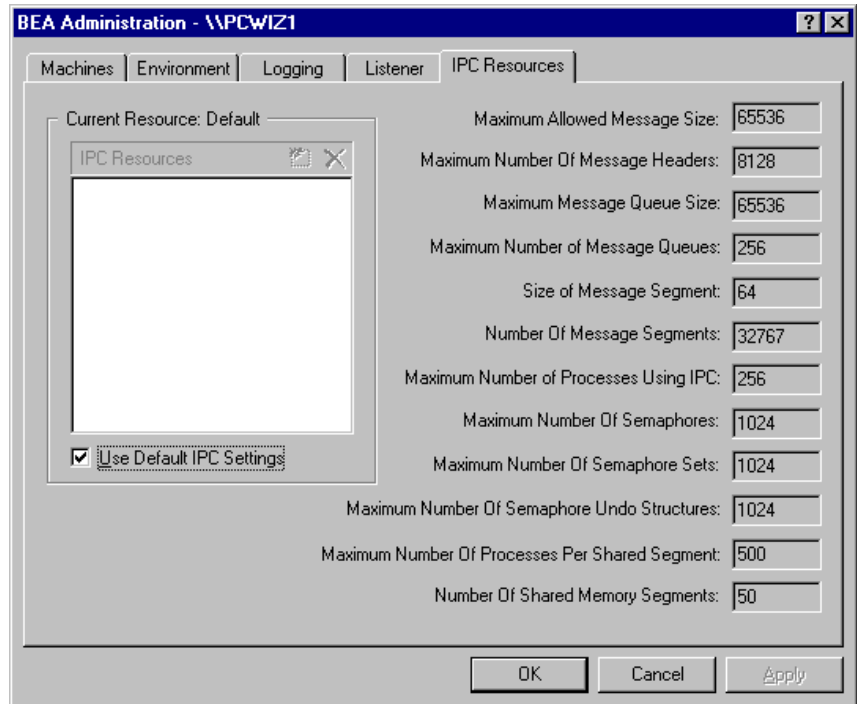 BEA Administration - \\PCWIZ1
Machines Environment Logging Listener IPC Resources
Current Resource: Default
IPC Resources
Use Default IPC Settings
Maximum Allowed Message Size: 65536
Maximum Number Of Message Headers: 8128
Maximum Message Queue Size: 65536
Maximum Number of Message Queues: 256
Size of Message Segment: 64
Number Of Message Segments: 32767
Maximum Number of Processes Using IPC: 256
Maximum Number Of Semaphores: 1024
Maximum Number Of Semaphore Sets: 1024
Maximum Number Of Semaphore Undo Structures: 1024
Maximum Number Of Processes Per Shared Segment: 500
Number Of Shared Memory Segments: 50
OK Cancel Apply